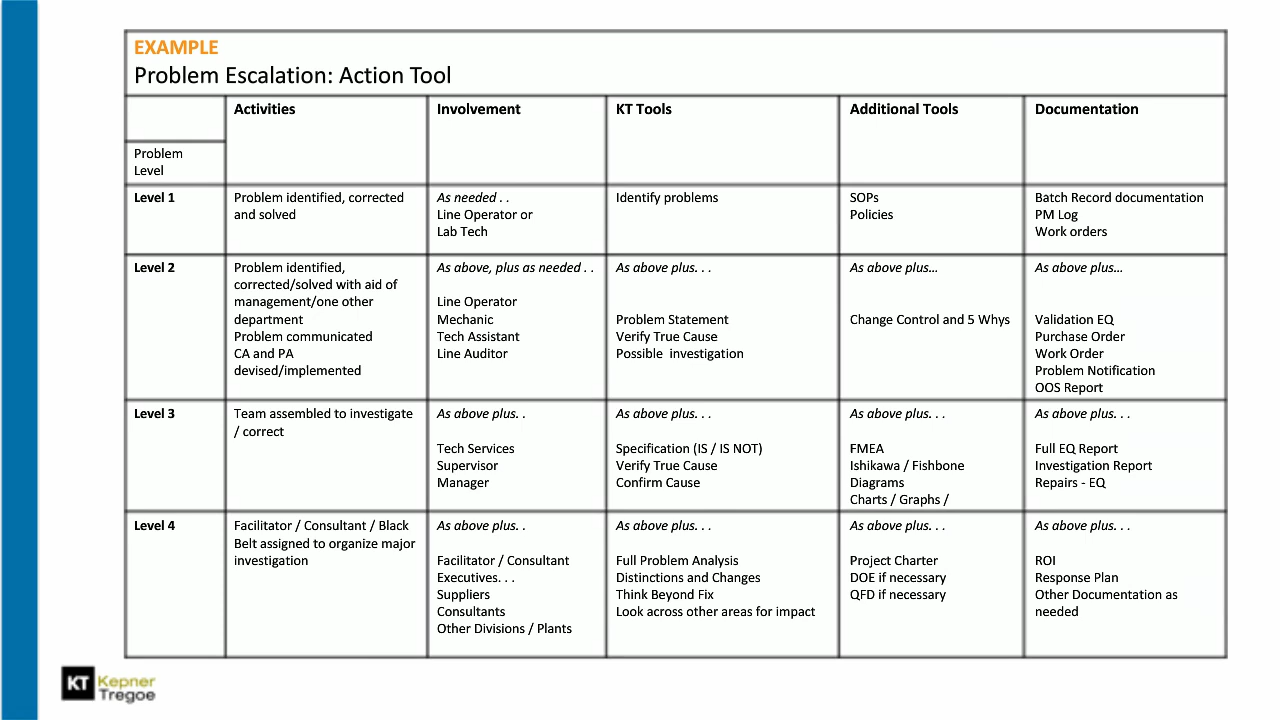 EXAMPLE
Problem Escalation: Action Tool
Activities
Involvement
KT Tools
Additional Tools
Documentation
Problem
Level
Level 1
Problem identified, corrected
and solved
As needed . .
Line Operator or
Lab Tech
Identify problems
SOPs
Policies
Batch Record documentation
PM Log
Work orders
Level 2
Problem identified,
corrected/solved with aid of
management/one other
department
Problem communicated
CA and PA
devised/implemented
As above, plus as needed . .
Line Operator
Mechanic
Tech Assistant
Line Auditor
As above plus. . .
Problem Statement
Verify True Cause
Possible investigation
As above plus…
Change Control and 5 Whys
As above plus…
Validation EQ
Purchase Order
Work Order
Problem Notification
OOS Report
Level 3
Team assembled to investigate
/ correct
As above plus. .
Tech Services
Supervisor
Manager
As above plus. . .
Specification (IS / IS NOT)
Verify True Cause
Confirm Cause
As above plus. . .
FMEA
Ishikawa / Fishbone
Diagrams
Charts / Graphs /
As above plus. . .
Full EQ Report
Investigation Report
Repairs - EQ
Level 4
Facilitator / Consultant / Black
Belt assigned to organize major
investigation
As above plus. .
Facilitator / Consultant
Executives. . .
Suppliers
Consultants
Other Divisions / Plants
As above plus. . .
Full Problem Analysis
Distinctions and Changes
Think Beyond Fix
Look across other areas for impact
As above plus. . .
Project Charter
DOE if necessary
QFD if necessary
As above plus. . .
ROI
Response Plan
Other Documentation as
needed
KT Kepner
Tregoe